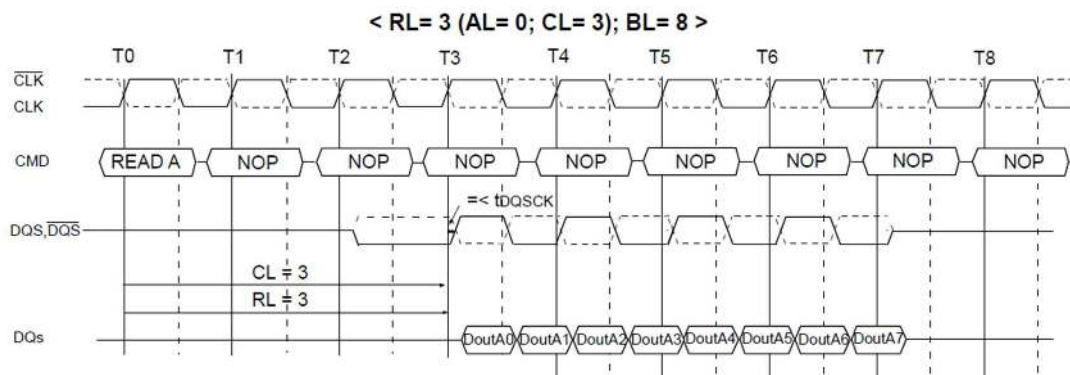 < RL= 3 (AL= 0; CL= 3); BL= 8 >
T0 T1 T2 T3 T4 T5 T6 T7 T8
CLK
CLK
CMD READ A NOP NOP NOP NOP NOP NOP NOP NOP
=< tDQSCK
DQS,DQS
CL = 3
RL = 3
DQs DoutA0 DoutA1 DoutA2 DoutA3 DoutA4 DoutA5 DoutA6 DoutA7